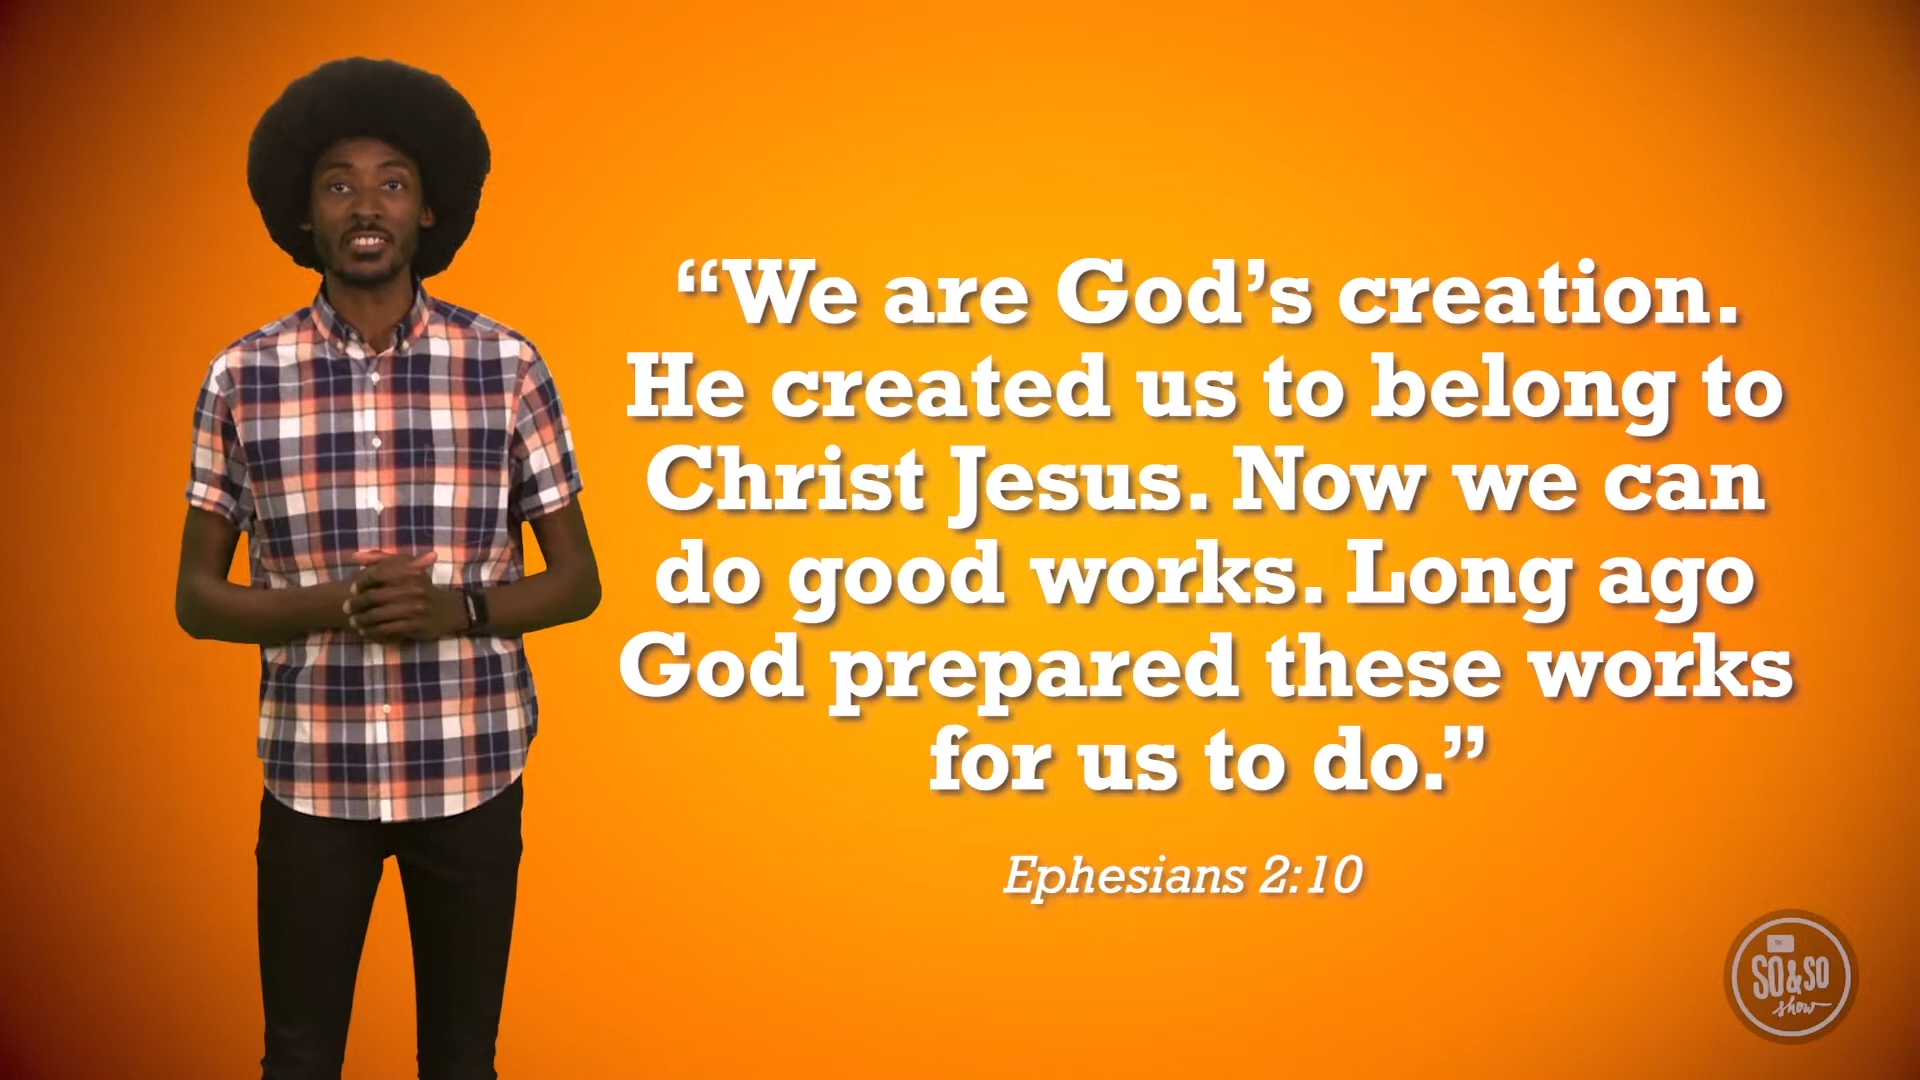 “We are God’s creation.
He created us to belong to
Christ Jesus. Now we can
do good works. Long ago
God prepared these works
for us to do.”
Ephesians 2:10
SO & SO
show